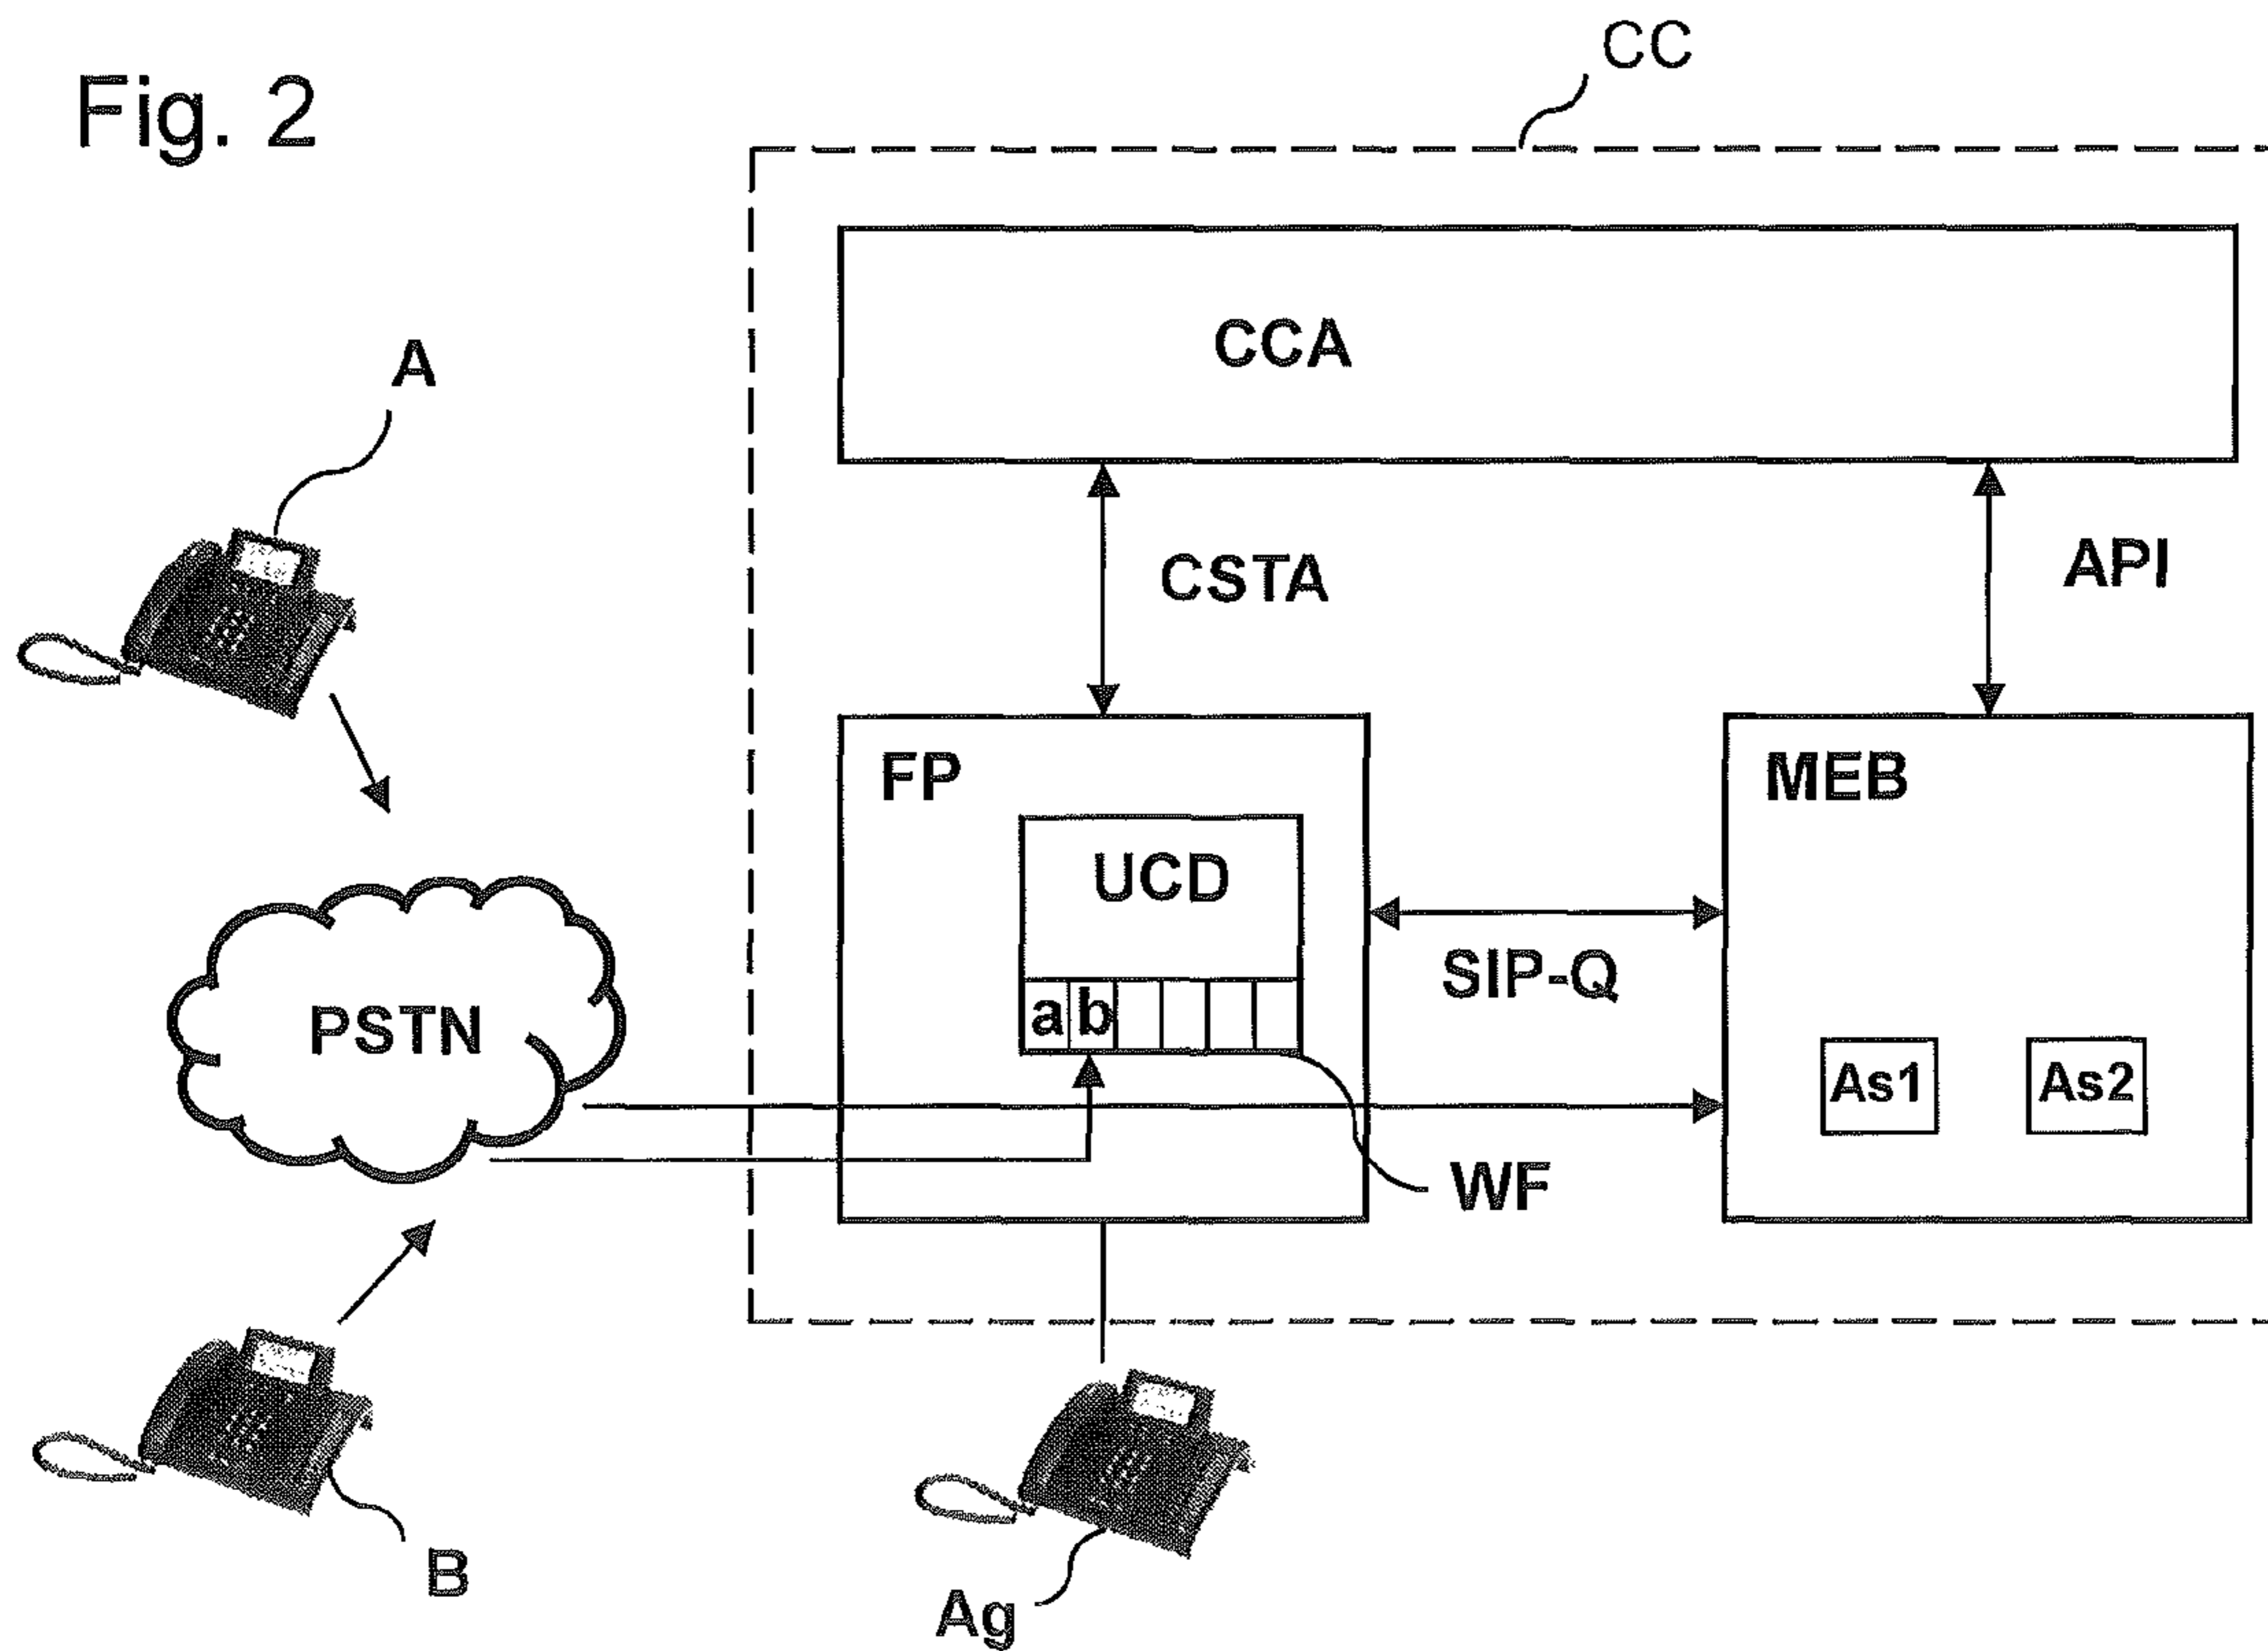 Fig. 2
CC
CCA
A
CSTA
API
FP
MEB
UCD
SIP-Q
a b
PSTN
As1
As2
WF
B
Ag